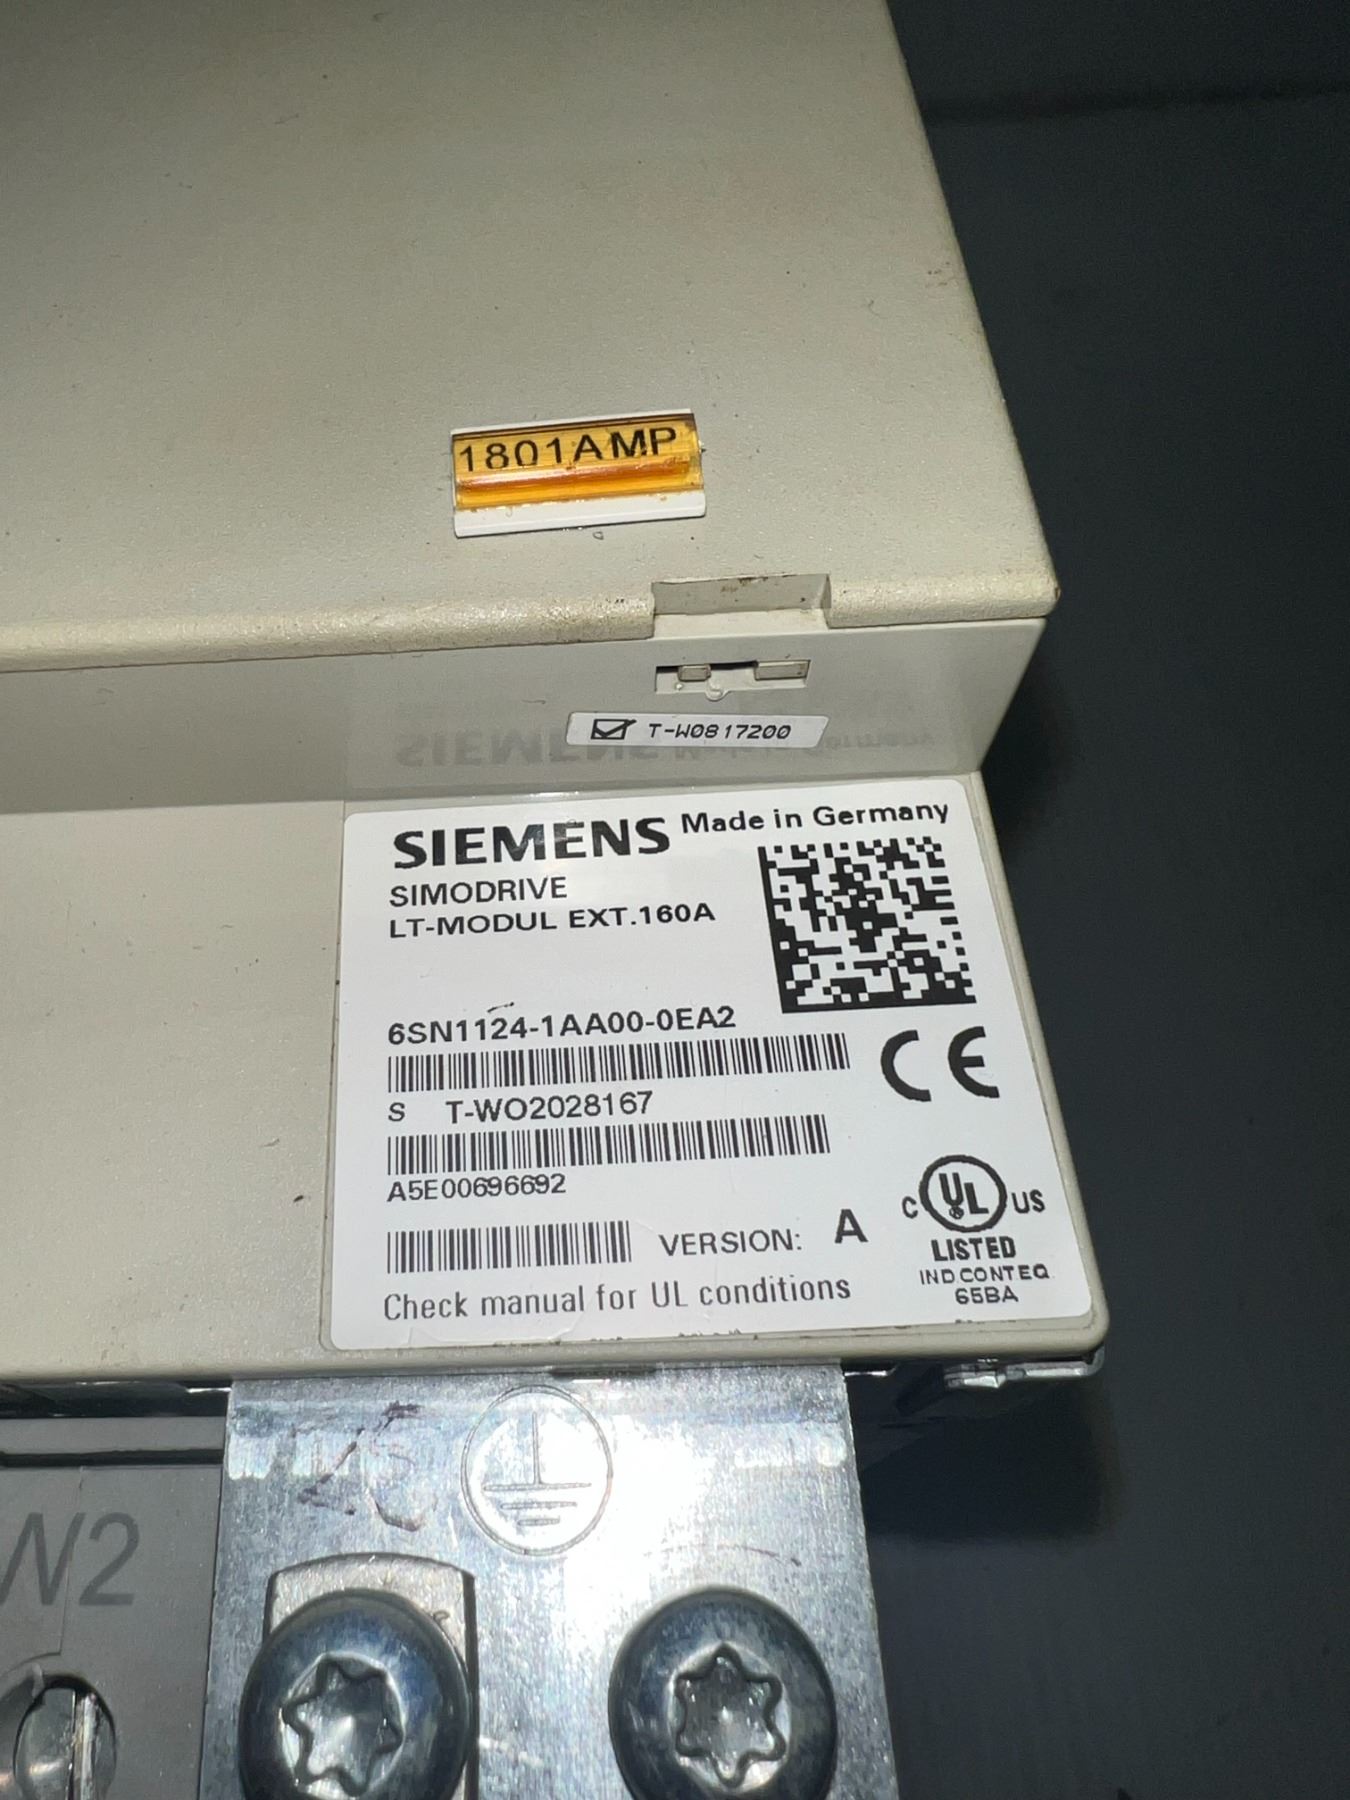 1801AMP
T-W0817200
SIEMENS Made in Germany
SIMODRIVE
LT-MODUL EXT.160A
6SN1124-1AA00-0EA2
S T-WO2028167
A5E00696692
VERSION: A
Check manual for UL conditions
CE
C UL US
®
LISTED
IND.CONT.EQ.
65BA
W2